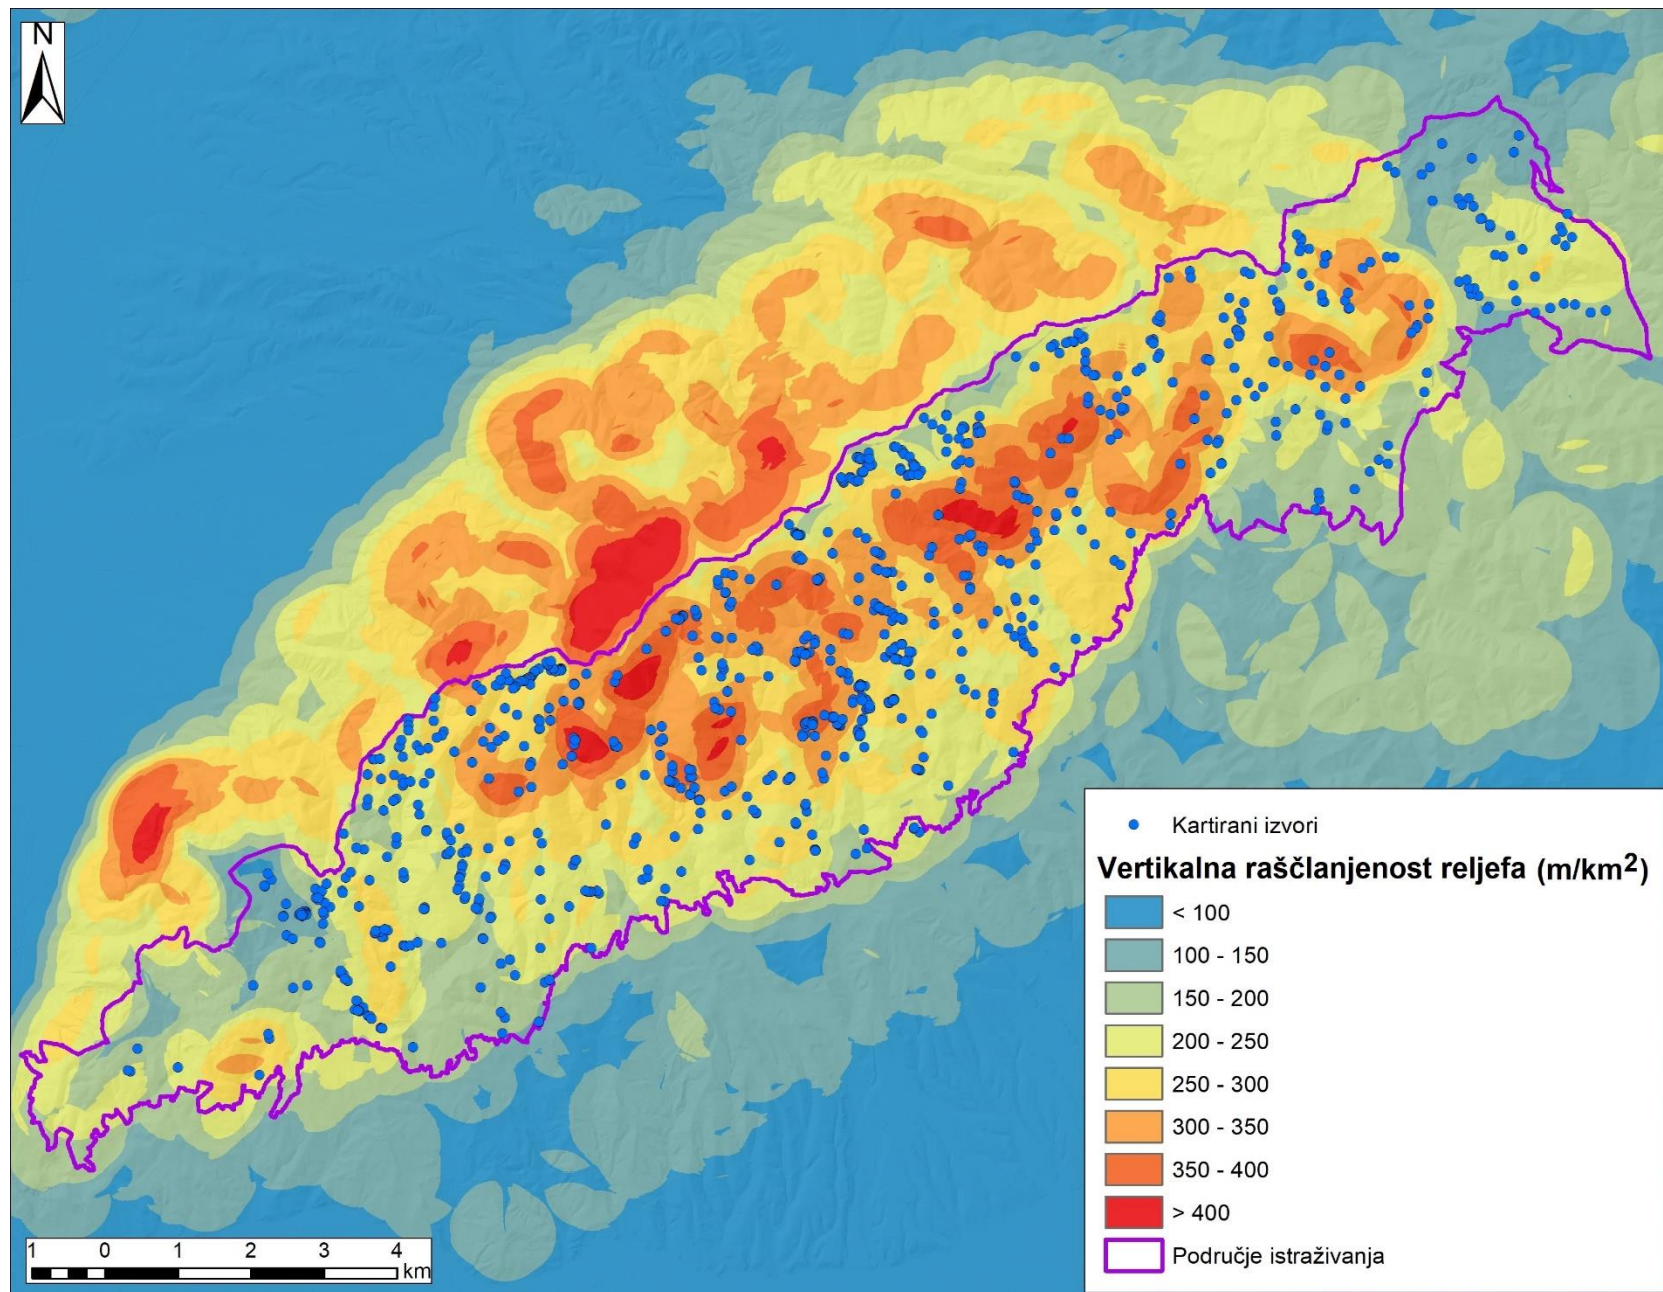 N
Kartirani izvori
Vertikalna raščlanjenost reljefa (m/km²)
< 100
100 - 150
150 - 200
200 - 250
250 - 300
300 - 350
350 - 400
> 400
Područje istraživanja
1 0 1 2 3 4
km